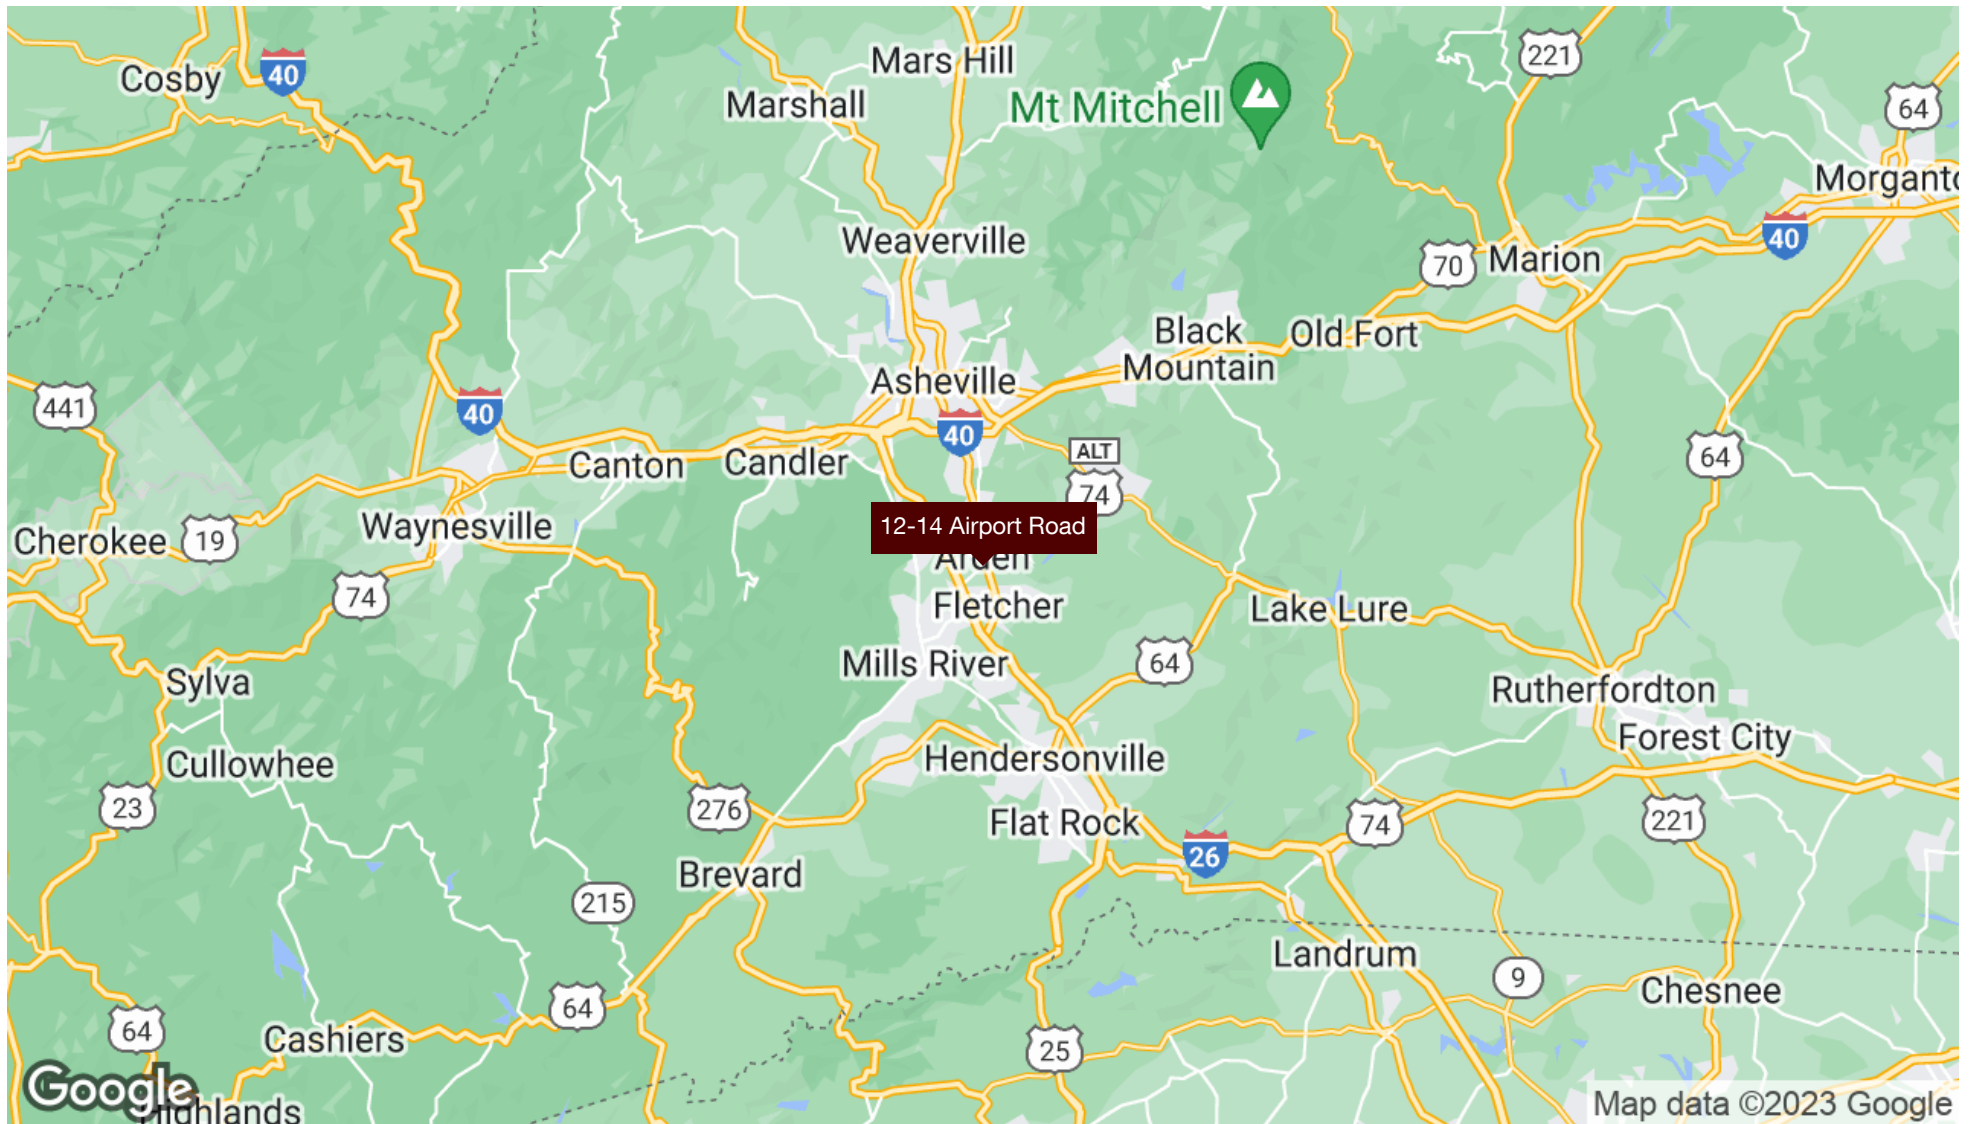 Cosby
40
Mars Hill
Marshall
Mt Mitchell
221
64
Morgant
Weaverville
40
70
Marion
Black
Mountain
Old Fort
441
40
Asheville
40
Canton
Candler
ALT
74
64
Cherokee
19
Waynesville
12-14 Airport Road
Arden
74
Fletcher
Lake Lure
Mills River
64
Sylva
Rutherfordton
Forest City
Cullowhee
Hendersonville
23
276
Flat Rock
74
221
26
Brevard
215
Landrum
9
Chesnee
64
64
Cashiers
25
Google
Highlands
Map data ©2023 Google